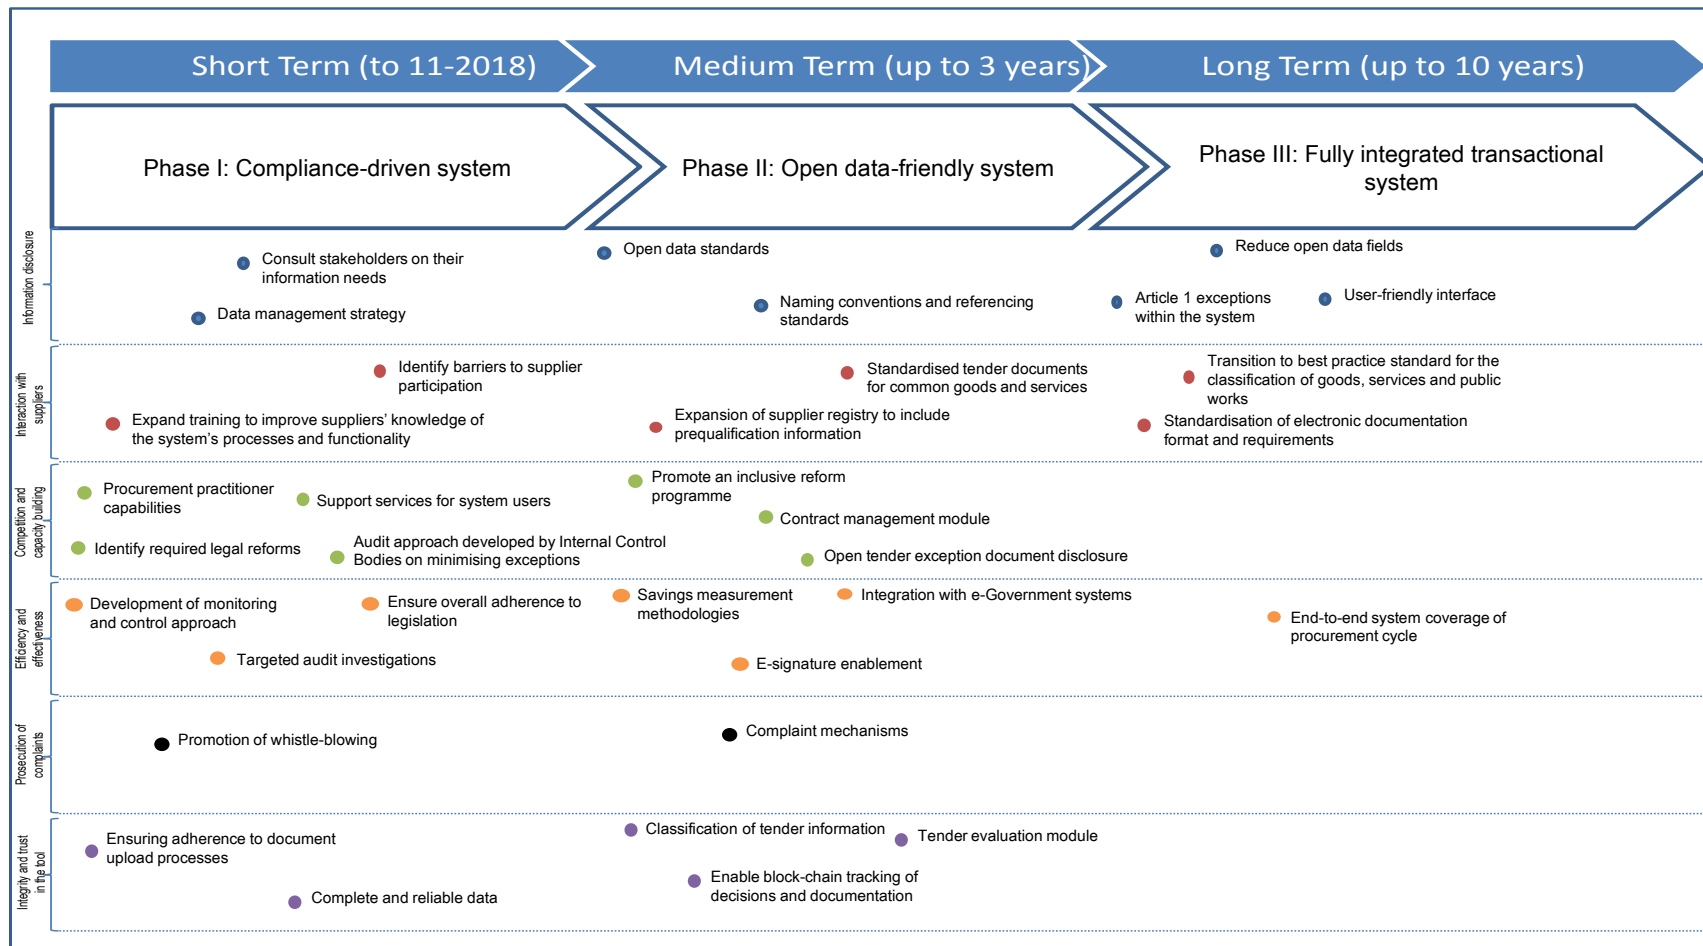 Short Term (to 11-2018)
Medium Term (up to 3 years)
Long Term (up to 10 years)
Phase I: Compliance-driven system
Phase II: Open data-friendly system
Phase III: Fully integrated transactional
system
Information disclosure
Consult stakeholders on their
information needs
Data management strategy
Open data standards
Naming conventions and referencing
standards
Reduce open data fields
Article 1 exceptions
within the system
User-friendly interface
Interaction with
suppliers
Identify barriers to supplier
participation
Expand training to improve suppliers’ knowledge of
the system’s processes and functionality
Standardised tender documents
for common goods and services
Expansion of supplier registry to include
prequalification information
Transition to best practice standard for the
classification of goods, services and public
works
Standardisation of electronic documentation
format and requirements
Competition and
capacity building
Procurement practitioner
capabilities
Support services for system users
Identify required legal reforms
Audit approach developed by Internal Control
Bodies on minimising exceptions
Promote an inclusive reform
programme
Contract management module
Open tender exception document disclosure
Efficiency and
effectiveness
Development of monitoring
and control approach
Ensure overall adherence to
legislation
Targeted audit investigations
Savings measurement
methodologies
Integration with e-Government systems
E-signature enablement
End-to-end system coverage of
procurement cycle
Prosecution of
complaints
Promotion of whistle-blowing
Complaint mechanisms
Integrity and trust
in the tool
Ensuring adherence to document
upload processes
Complete and reliable data
Classification of tender information
Tender evaluation module
Enable block-chain tracking of
decisions and documentation